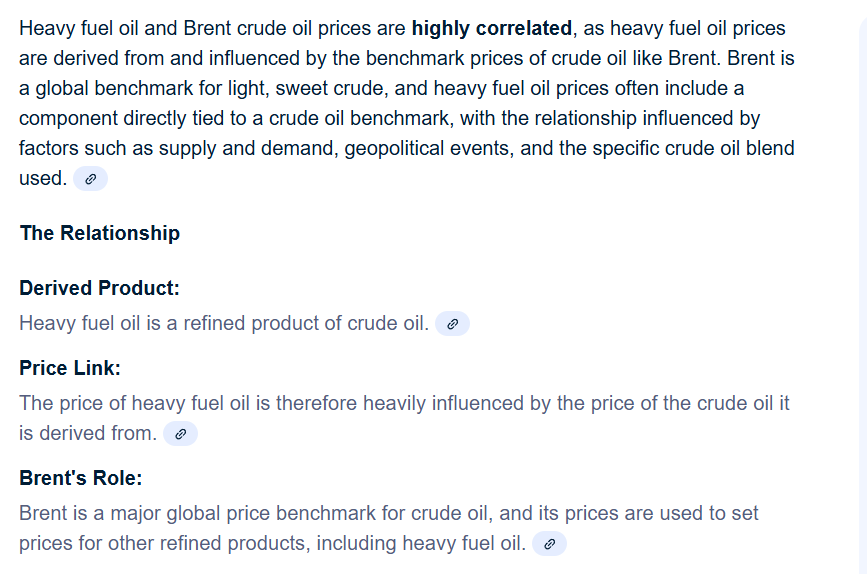 Heavy fuel oil and Brent crude oil prices are highly correlated, as heavy fuel oil prices
are derived from and influenced by the benchmark prices of crude oil like Brent. Brent is
a global benchmark for light, sweet crude, and heavy fuel oil prices often include a
component directly tied to a crude oil benchmark, with the relationship influenced by
factors such as supply and demand, geopolitical events, and the specific crude oil blend
used.
The Relationship
Derived Product:
Heavy fuel oil is a refined product of crude oil.
Price Link:
The price of heavy fuel oil is therefore heavily influenced by the price of the crude oil it
is derived from.
Brent's Role:
Brent is a major global price benchmark for crude oil, and its prices are used to set
prices for other refined products, including heavy fuel oil.